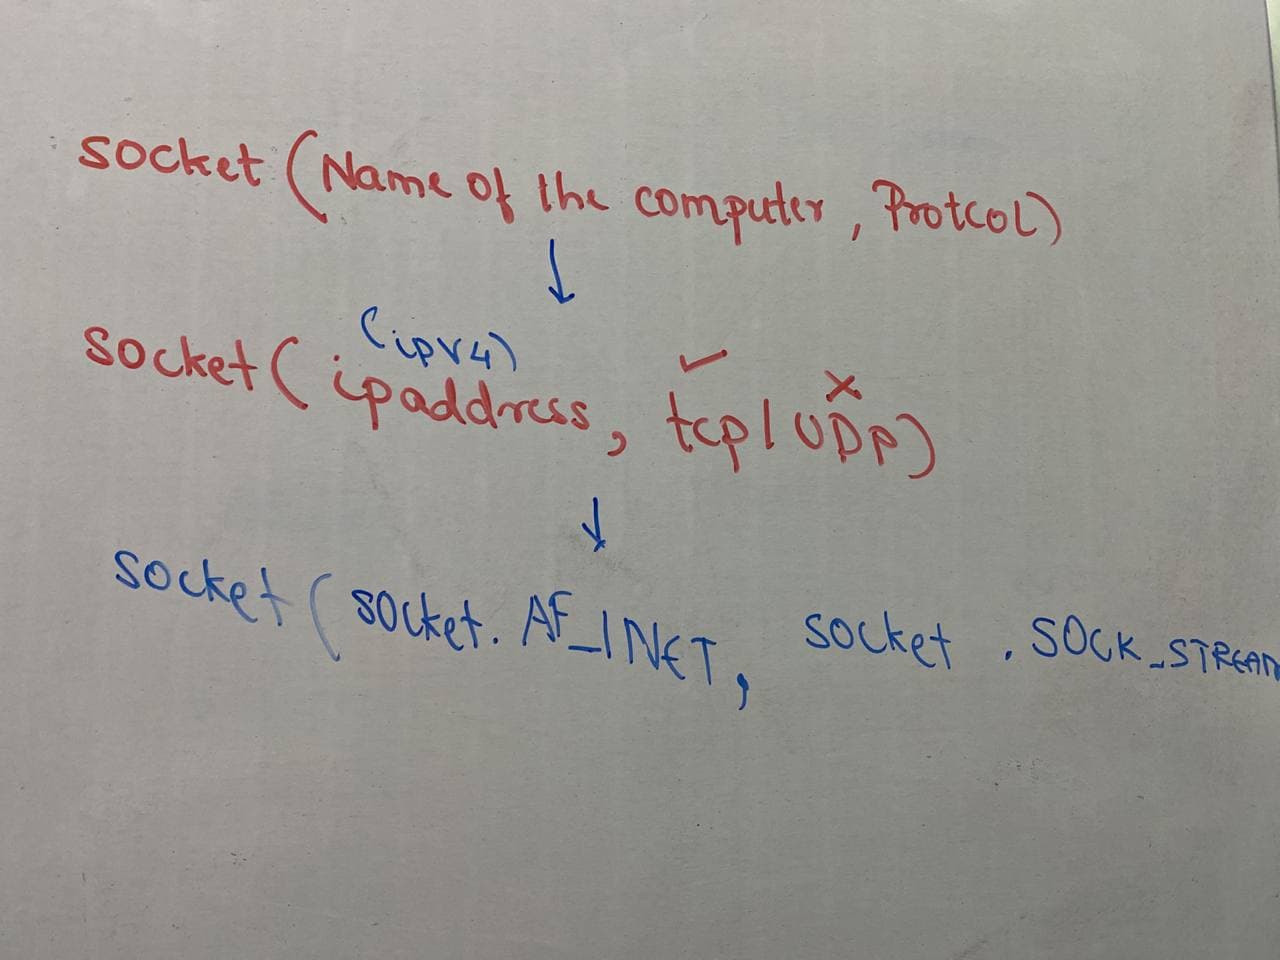 socket (Name of the computer, Protcol)
↓
(ipv4) ✓ ×
socket( ipaddress, tcp/UDP)
↓
socket( socket. AF_INET, socket . SOCK_STREAM